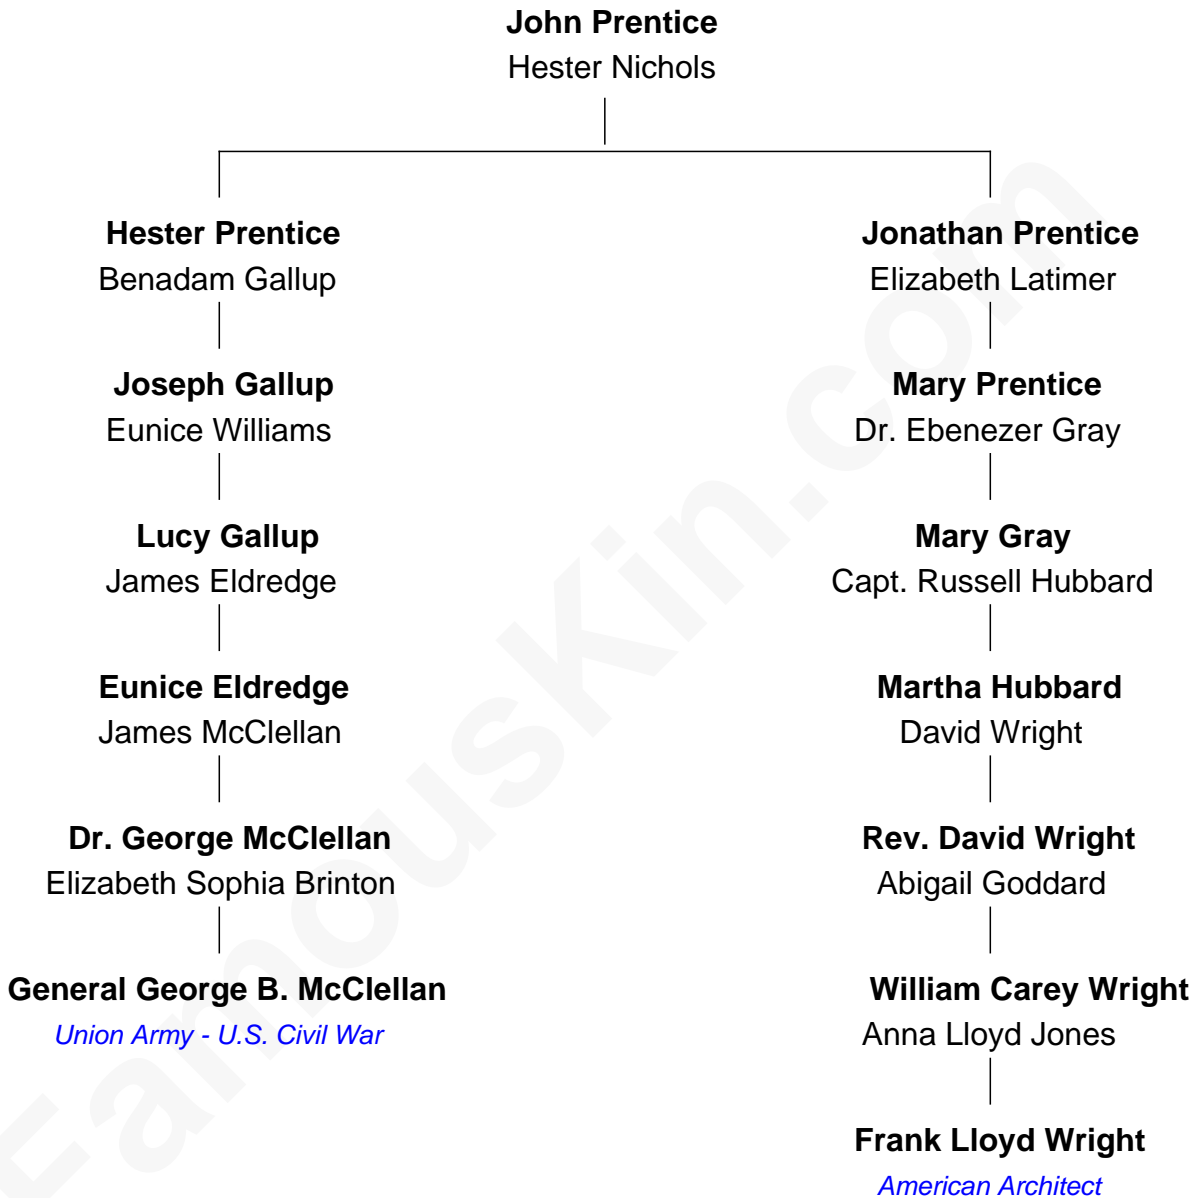 John Prentice
Hester Nichols
Hester Prentice
Benadam Gallup
Joseph Gallup
Eunice Williams
Lucy Gallup
James Eldredge
Eunice Eldredge
James McClellan
Dr. George McClellan
Elizabeth Sophia Brinton
General George B. McClellan
Union Army - U.S. Civil War
Jonathan Prentice
Elizabeth Latimer
Mary Prentice
Dr. Ebenezer Gray
Mary Gray
Capt. Russell Hubbard
Martha Hubbard
David Wright
Rev. David Wright
Abigail Goddard
William Carey Wright
Anna Lloyd Jones
Frank Lloyd Wright
American Architect
FamousKin.com